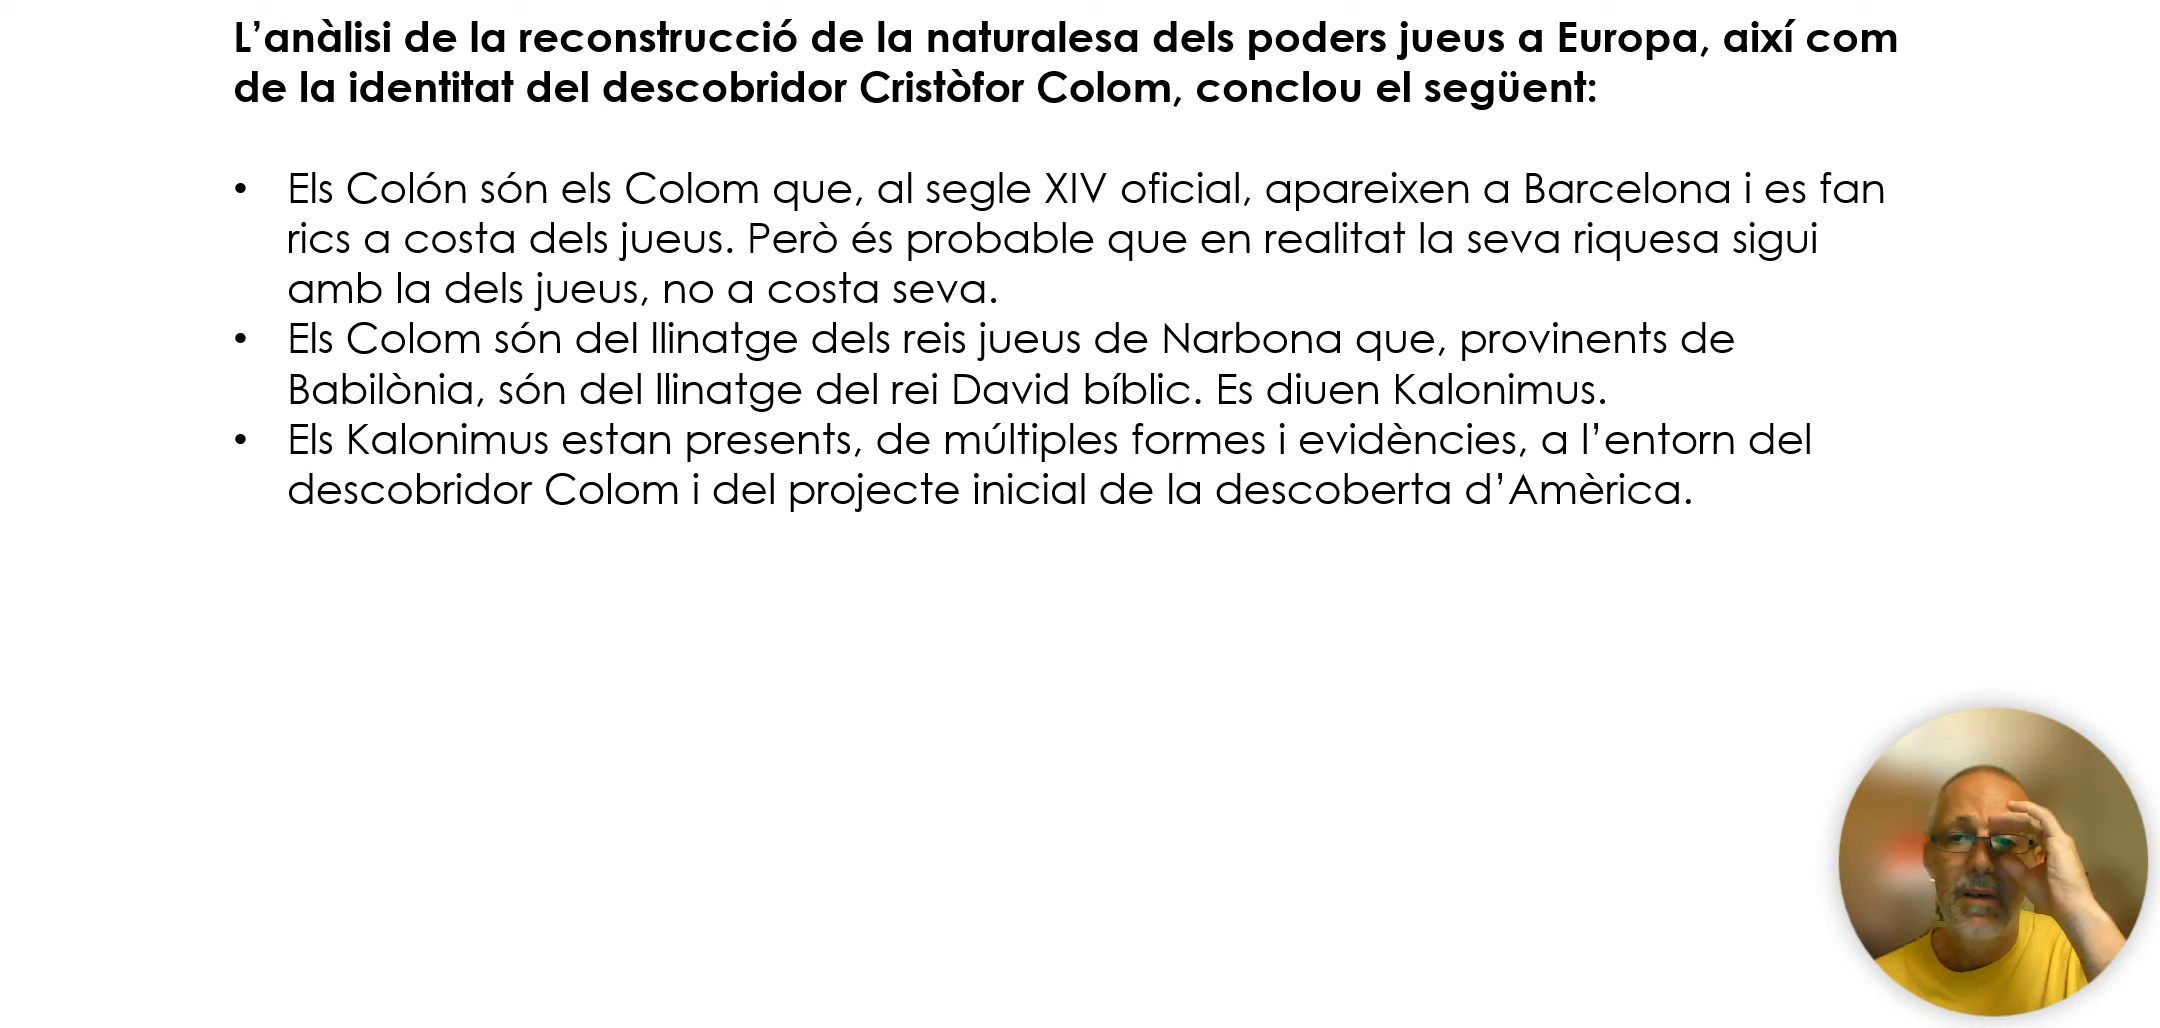 L’anàlisi de la reconstrucció de la naturalesa dels poders jueus a Europa, així com
de la identitat del descobridor Cristòfor Colom, conclou el següent:
• Els Colón són els Colom que, al segle XIV oficial, apareixen a Barcelona i es fan
rics a costa dels jueus. Però és probable que en realitat la seva riquesa sigui
amb la dels jueus, no a costa seva.
• Els Colom són del llinatge dels reis jueus de Narbona que, provinents de
Babilònia, són del llinatge del rei David bíblic. Es diuen Kalonimus.
• Els Kalonimus estan presents, de múltiples formes i evidències, a l’entorn del
descobridor Colom i del projecte inicial de la descoberta d’Amèrica.